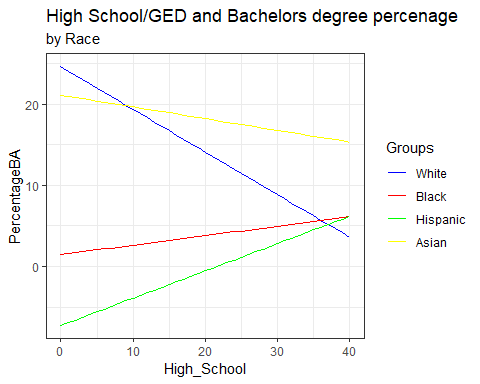 High School/GED and Bachelors degree percenage
by Race
PercentageBA
20
10
0
0 10 20 30 40
High_School
Groups
White
Black
Hispanic
Asian